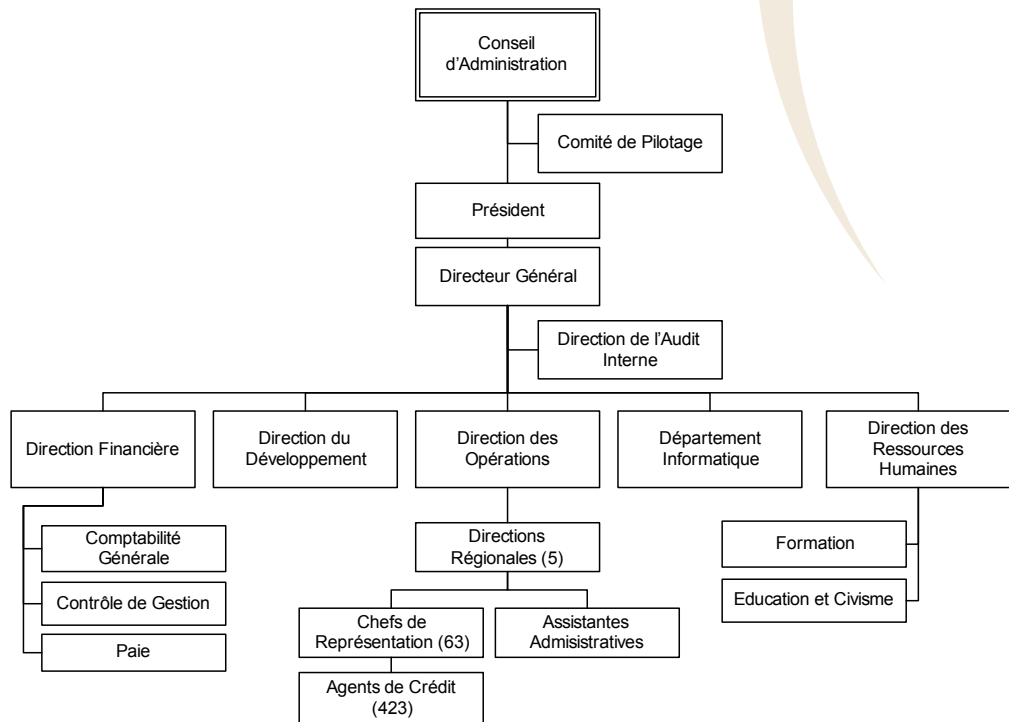 Conseil
d'Administration
Comité de Pilotage
Président
Directeur Général
Direction de l'Audit
Interne
Direction Financière
Direction du
Développement
Direction des
Opérations
Département
Informatique
Direction des
Ressources
Humaines
Comptabilité
Générale
Contrôle de Gestion
Paie
Directions
Régionales (5)
Chefs de
Représentation (63)
Assistantes
Admisistratives
Agents de Crédit
(423)
Formation
Education et Civisme